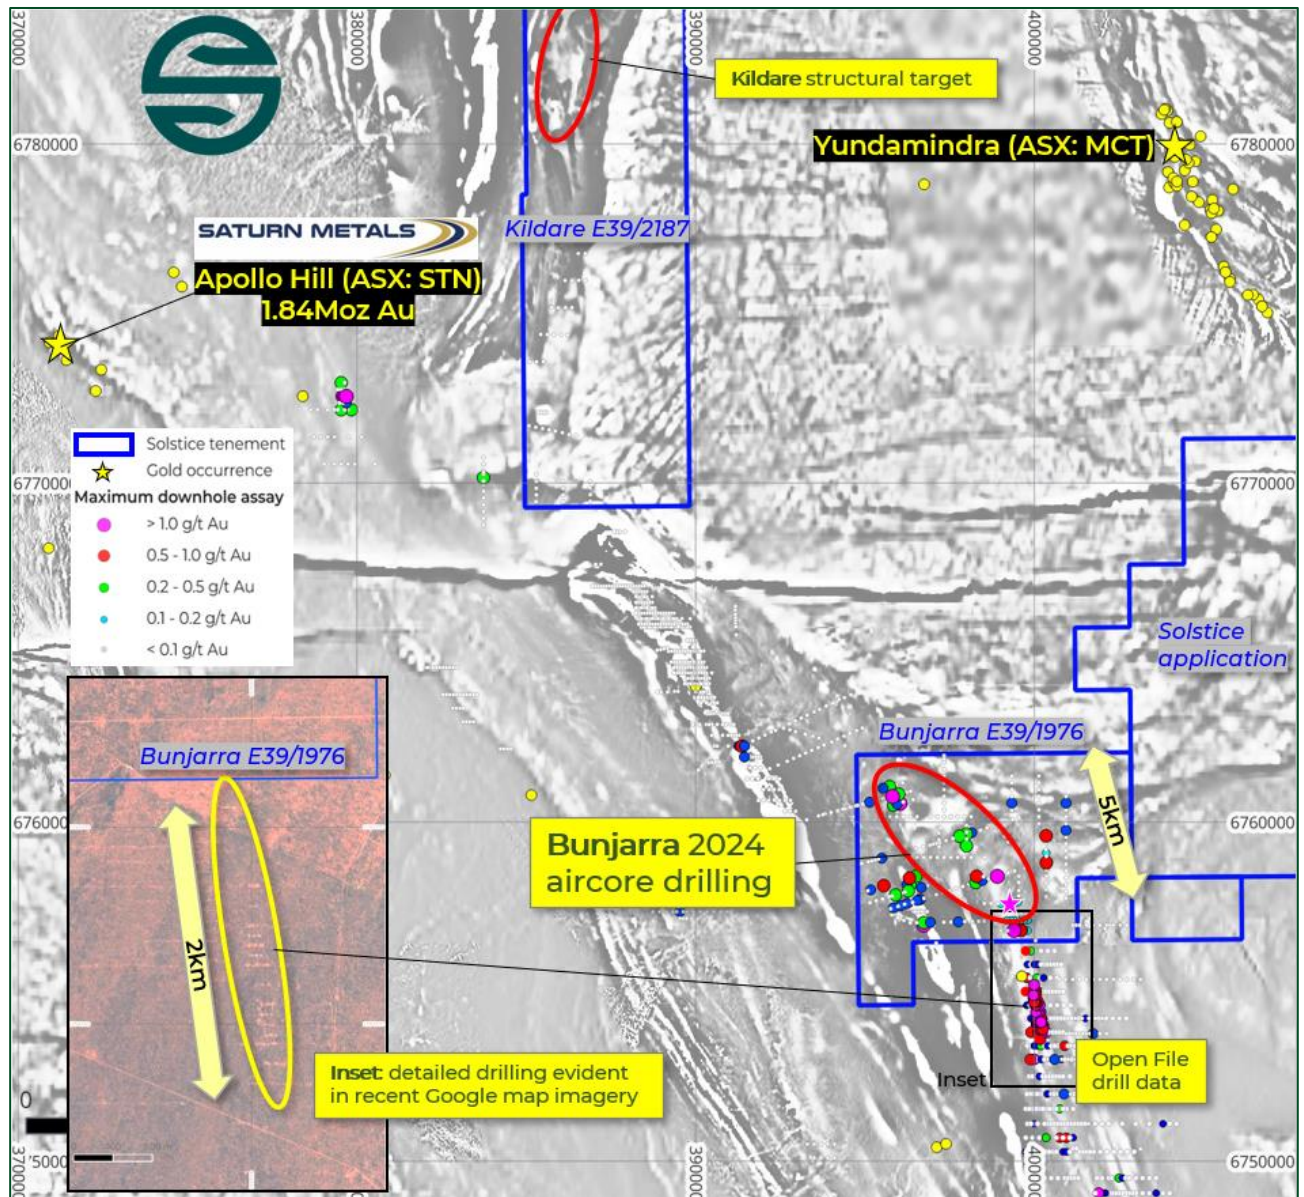 370000
380000
390000
400000
Kildare structural target
6780000
Yundamindra (ASX: MCT)
6780000
Kildare E39/2187
SATURN METALS
Apollo Hill (ASX: STN)
1.84Moz Au
Solstice tenement
Gold occurrence
Maximum downhole assay
> 1.0 g/t Au
0.5 - 1.0 g/t Au
0.2 - 0.5 g/t Au
0.1 - 0.2 g/t Au
< 0.1 g/t Au
6770000
6770000
Solstice
application
Bunjarra E39/1976
5km
Bunjarra E39/1976
6760000
6760000
Bunjarra 2024
aircore drilling
2km
Inset: detailed drilling evident
in recent Google map imagery
Inset
Open File
drill data
0
5000
6750000
370000
390000
400000